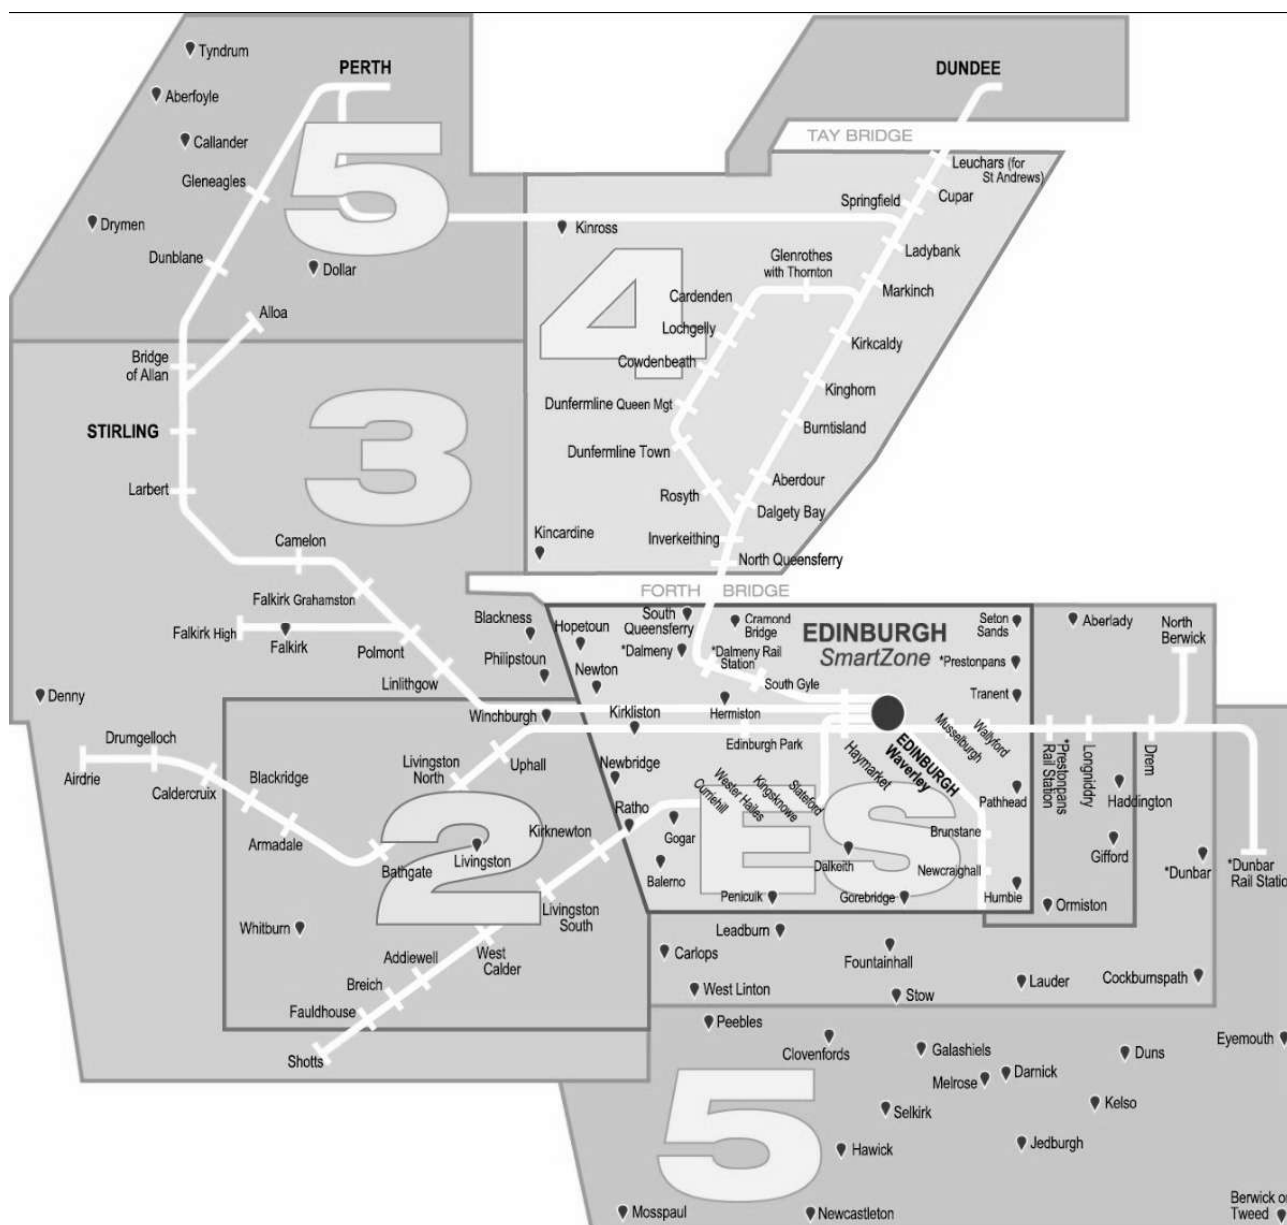 Tyndrum
PERTH
DUNDEE
Aberfoyle
TAY BRIDGE
Callander
5
Leuchars (for
St Andrews)
Gleneagles
Cupar
Springfield
Drymen
Kinross
Ladybank
Dunblane
Glenrothes
with Thornton
Dollar
4
Markinch
Cardenden
Alloa
Lochgelly
Kirkcaldy
Bridge
of Allan
Cowdenbeath
Kinghorn
3
Dunfermline Queen Mgt
STIRLING
Burntisland
Dunfermline Town
Aberdour
Larbert
Rosyth
Dalgety Bay
Kincardine
Inverkeithing
Camelon
North Queensferry
FORTH BRIDGE
Falkirk Grahamston
Blackness
South
Queensferry
Cramond
Bridge
EDINBURGH
SmartZone
Seton
Sands
Aberlady
North
Berwick
Falkirk High
Falkirk
Hopetoun
*Dalmeny
*Dalmeny Rail
Station
Polmont
Philipstoun
*Prestonpans
Linlithgow
Newton
South Gyle
Tranent
Denny
Winchburgh
Kirkliston
Hermiston
Drumgelloch
Edinburgh Park
Haymarket
EDINBURGH
Waverley
Musselburgh
Wallyford
*Prestonpans
Rail Station
Longniddry
Drem
Airdrie
Caldercruix
Blackridge
Livingston
North
Uphall
Newbridge
Curriehill
Wester Hailes
Kingsknowe
Slateford
Pathhead
Haddington
2
Ratho
ES
Armadale
Kirknewton
Gogar
Brunstane
Bathgate
Livingston
Dalkeith
Newcraighall
Gifford
*Dunbar
*Dunbar
Rail Statio
Balerno
Penicuik
Gorebridge
Humbie
Ormiston
Whitburn
Livingston
South
Leadburn
Addiewell
West
Calder
Carlops
Fountainhall
Breich
West Linton
Stow
Lauder
Cockburnspath
Fauldhouse
Peebles
Shotts
Clovenfords
Galashiels
Duns
Eyemouth
5
Melrose
Darnick
Selkirk
Kelso
Hawick
Jedburgh
Mosspaul
Newcastleton
Berwick o
Tweed